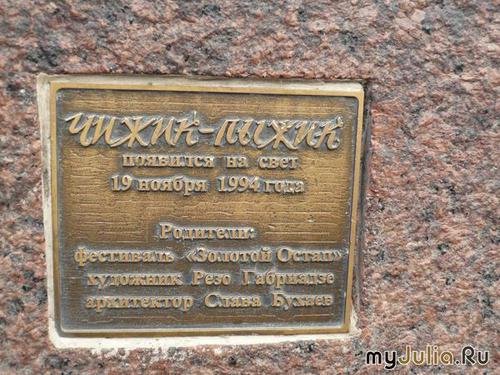 ЧИЖИК-ПЫЖИК
появился на свет
19 ноября 1994 года
Родители:
фестиваль «Золотой Остап»
художник Резо Габриадзе
архитектор Слава Бухаев
myJulia.Ru